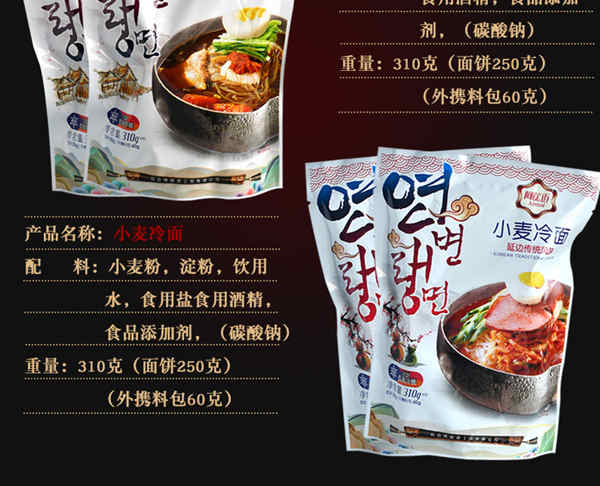 食用酒精，食品添加
剂，（碳酸钠）
重量：310克（面饼250克）
（外携料包60克）
310g
产品名称：小麦冷面
配　料：小麦粉，淀粉，饮用
水，食用盐食用酒精，
食品添加剂，（碳酸钠）
重量：310克（面饼250克）
（外携料包60克）
연변랭면
小麦冷面
延边传统风味
310g